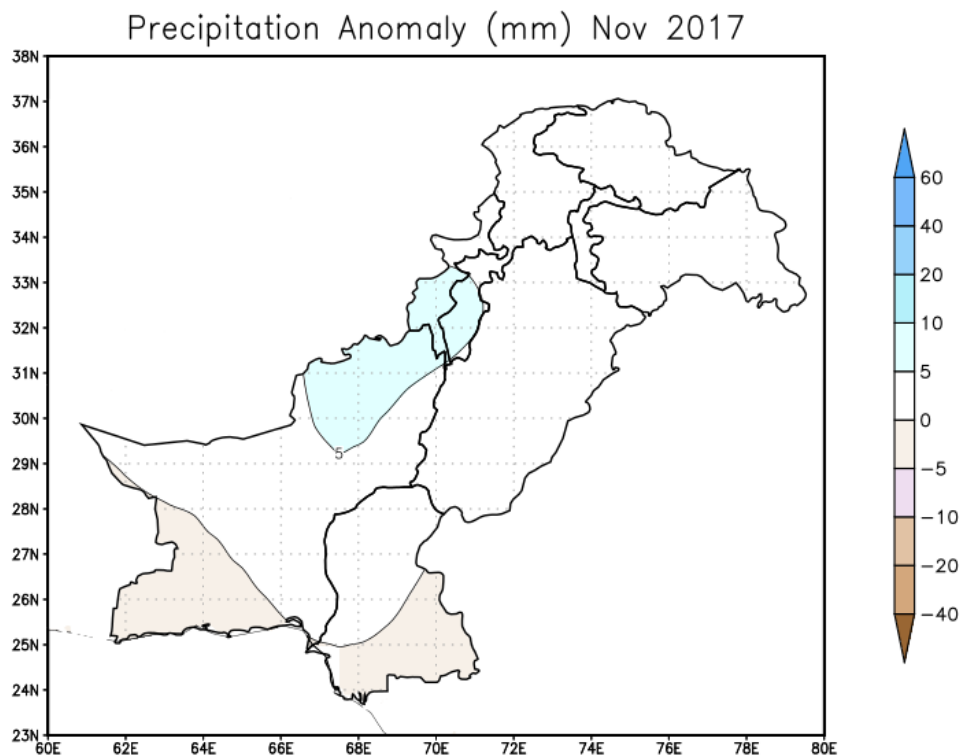 Precipitation Anomaly (mm) Nov 2017
38N
37N
36N
35N
34N
33N
32N
31N
30N
29N
28N
27N
26N
25N
24N
23N
60E 62E 64E 66E 68E 70E 72E 74E 76E 78E 80E
5
60
40
20
10
5
0
−5
−10
−20
−40